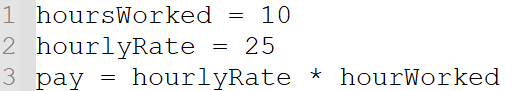 1 hoursWorked = 10
2 hourlyRate = 25
3 pay = hourlyRate * hourWorked